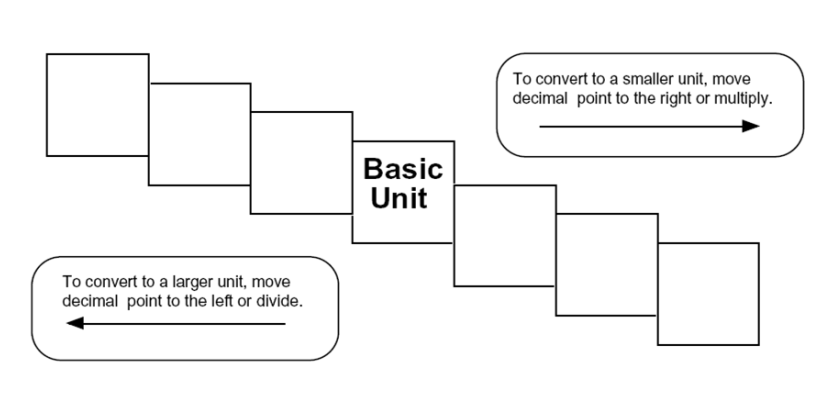 To convert to a smaller unit, move
decimal point to the right or multiply.
Basic
Unit
To convert to a larger unit, move
decimal point to the left or divide.